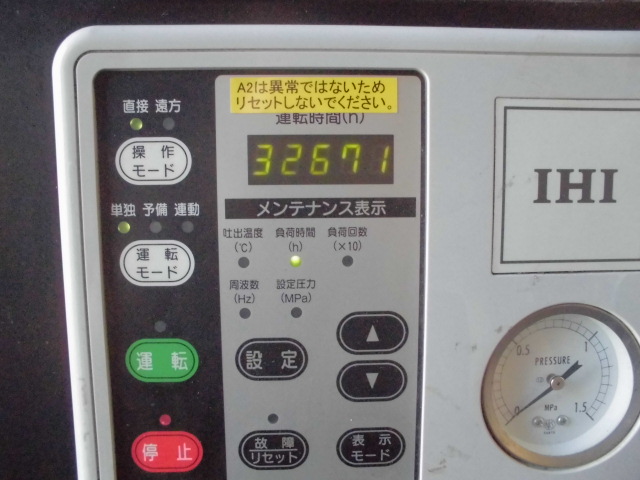 A2は異常ではないため
リセットしないでください。
運転時間(h)
32671
メンテナンス表示
吐出温度 負荷時間 負荷回数
(℃) (h) (×10)
周波数 設定圧力
(Hz) (MPa)
直接 遠方
操作
モード
単独 予備 連動
運転
モード
運転
設定
▲
▼
停止
故障
リセット
表示
モード
IHI
0.5 1
PRESSURE
0 MPa 1.5